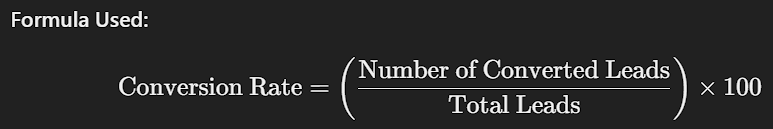 Formula Used:
Conversion Rate = (Number of Converted Leads / Total Leads) × 100